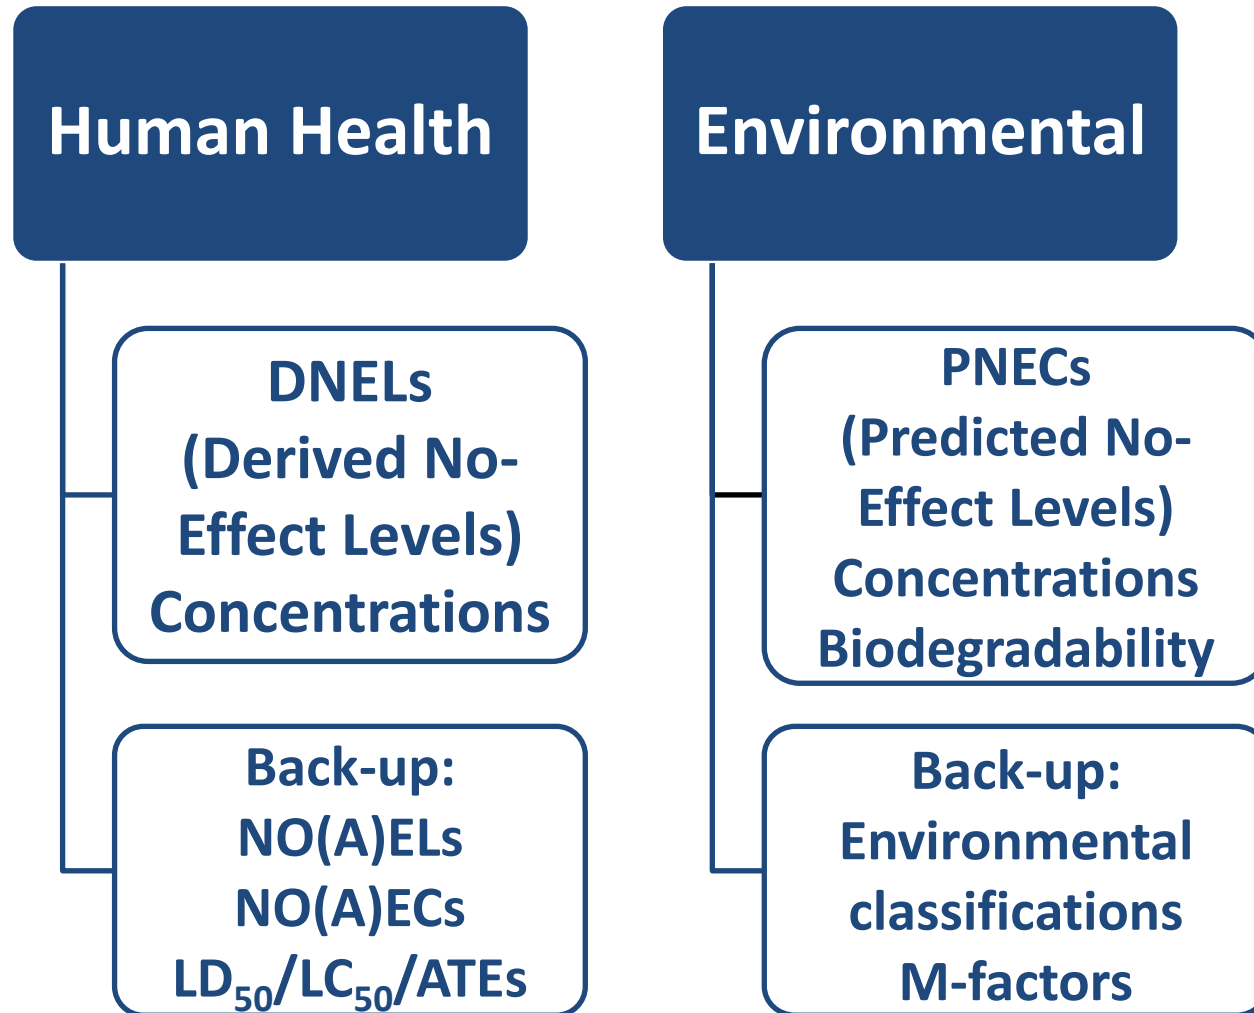 Human Health
DNELs
(Derived No-
Effect Levels)
Concentrations
Back-up:
NO(A)ELs
NO(A)ECs
LD₅₀/LC₅₀/ATEs
Environmental
PNECs
(Predicted No-
Effect Levels)
Concentrations
Biodegradability
Back-up:
Environmental
classifications
M-factors